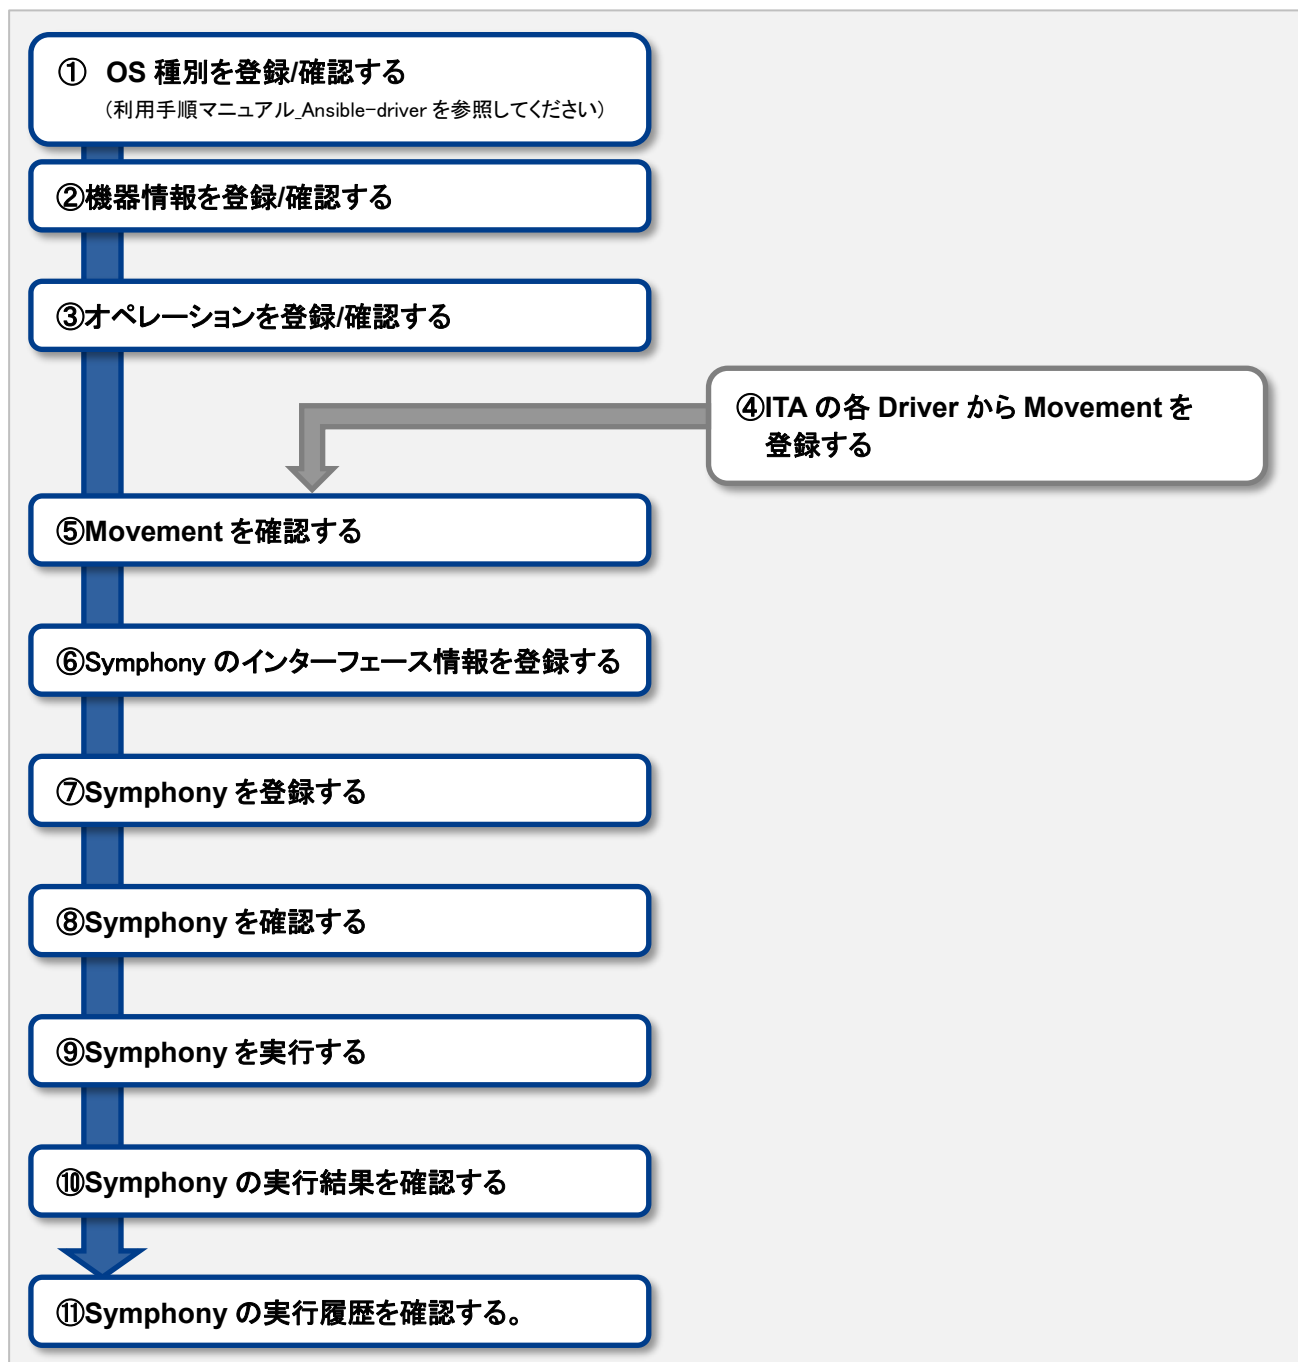 ① OS 種別を登録/確認する
(利用手順マニュアル_Ansible-driver を参照してください)
②機器情報を登録/確認する
③オペレーションを登録/確認する
④ITA の各 Driver から Movement を
登録する
⑤Movement を確認する
⑥Symphony のインターフェース情報を登録する
⑦Symphony を登録する
⑧Symphony を確認する
⑨Symphony を実行する
⑩Symphony の実行結果を確認する
⑪Symphony の実行履歴を確認する。